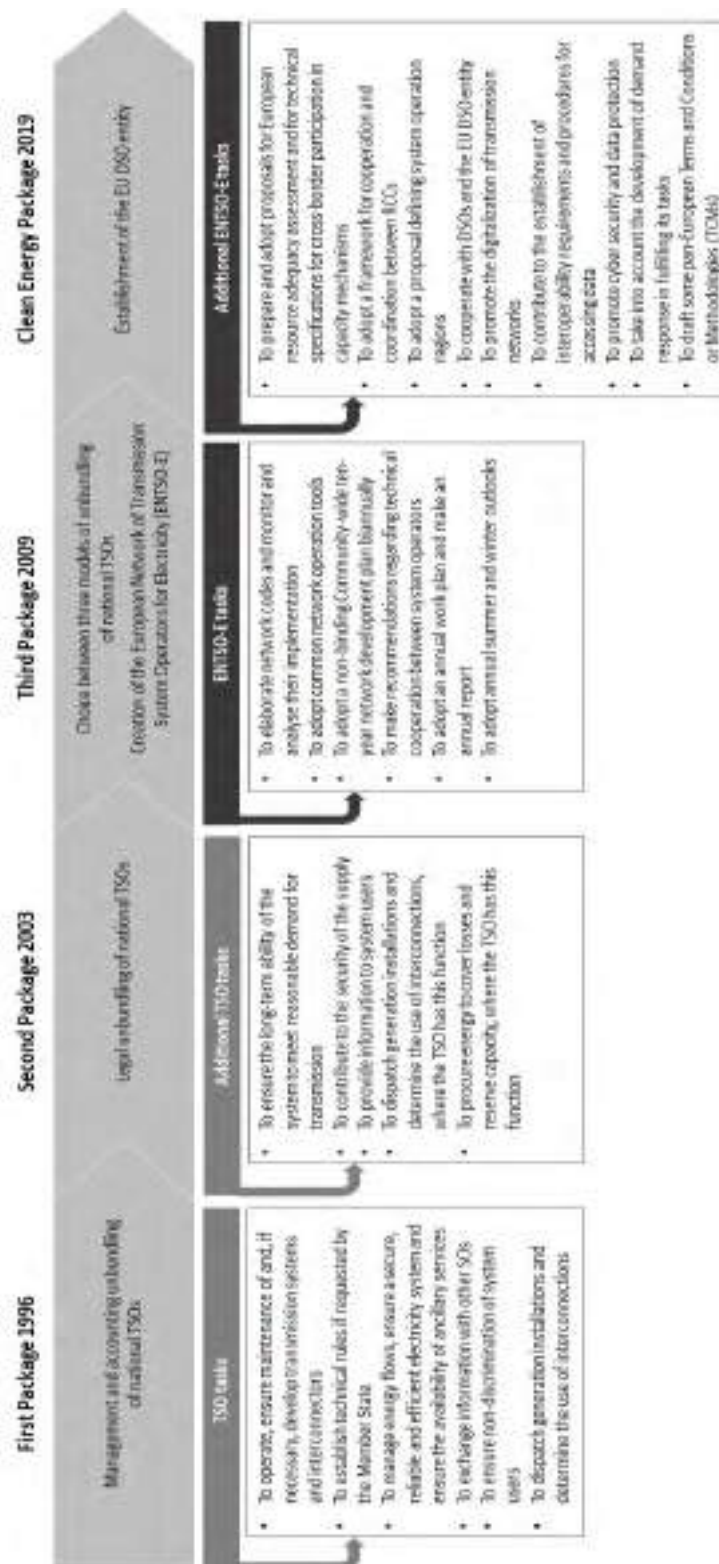 First Package 1996
Management and accounting unbundling
of national TSOs
TSO tasks
• To operate, ensure maintenance of and, if
necessary, develop transmission systems
and interconnectors
• To establish technical rules if requested by
the Member State
• To manage energy flows, ensure a secure,
reliable and efficient electricity system and
ensure the availability of ancillary services
• To exchange information with other SOs
• To ensure non-discrimination of system
users
• To dispatch generation installations and
determine the use of interconnections
Second Package 2003
Legal unbundling of national TSOs
Additional TSO tasks
• To ensure the long-term ability of the
system to meet reasonable demand for
transmission
• To contribute to the security of the supply
• To provide information to system users
• To dispatch generation installations and
determine the use of interconnections,
where the TSO has this function
• To procure energy to cover losses and
reserve capacity, where the TSO has this
function
Third Package 2009
Choice between three models of unbundling
of national TSOs
Creation of the European Network of Transmission
System Operators for Electricity (ENTSO-E)
ENTSO-E tasks
• To elaborate network codes and monitor and
analyse their implementation
• To adopt common network operation tools
• To adopt a non-binding Community-wide ten-
year network development plan biannually
• To make recommendations regarding technical
cooperation between system operators
• To adopt an annual work plan and make an
annual report
• To adopt annual summer and winter outlooks
Clean Energy Package 2019
Establishment of the EU DSO entity
Additional ENTSO-E tasks
• To prepare and adopt proposals for European
resource adequacy assessment and for technical
specifications for cross-border participation in
capacity mechanisms
• To adopt a framework for cooperation and
coordination between RCCs
• To adopt a proposal defining system operation
regions
• To cooperate with DSOs and the EU DSO entity
• To promote the digitalization of transmission
networks
• To contribute to the establishment of
interoperability requirements and procedures for
accessing data
• To promote cyber security and data protection
• To take into account the development of demand
response in fulfilling its tasks
• To draft some pan-European Terms and Conditions
or Methodologies (TCMs)